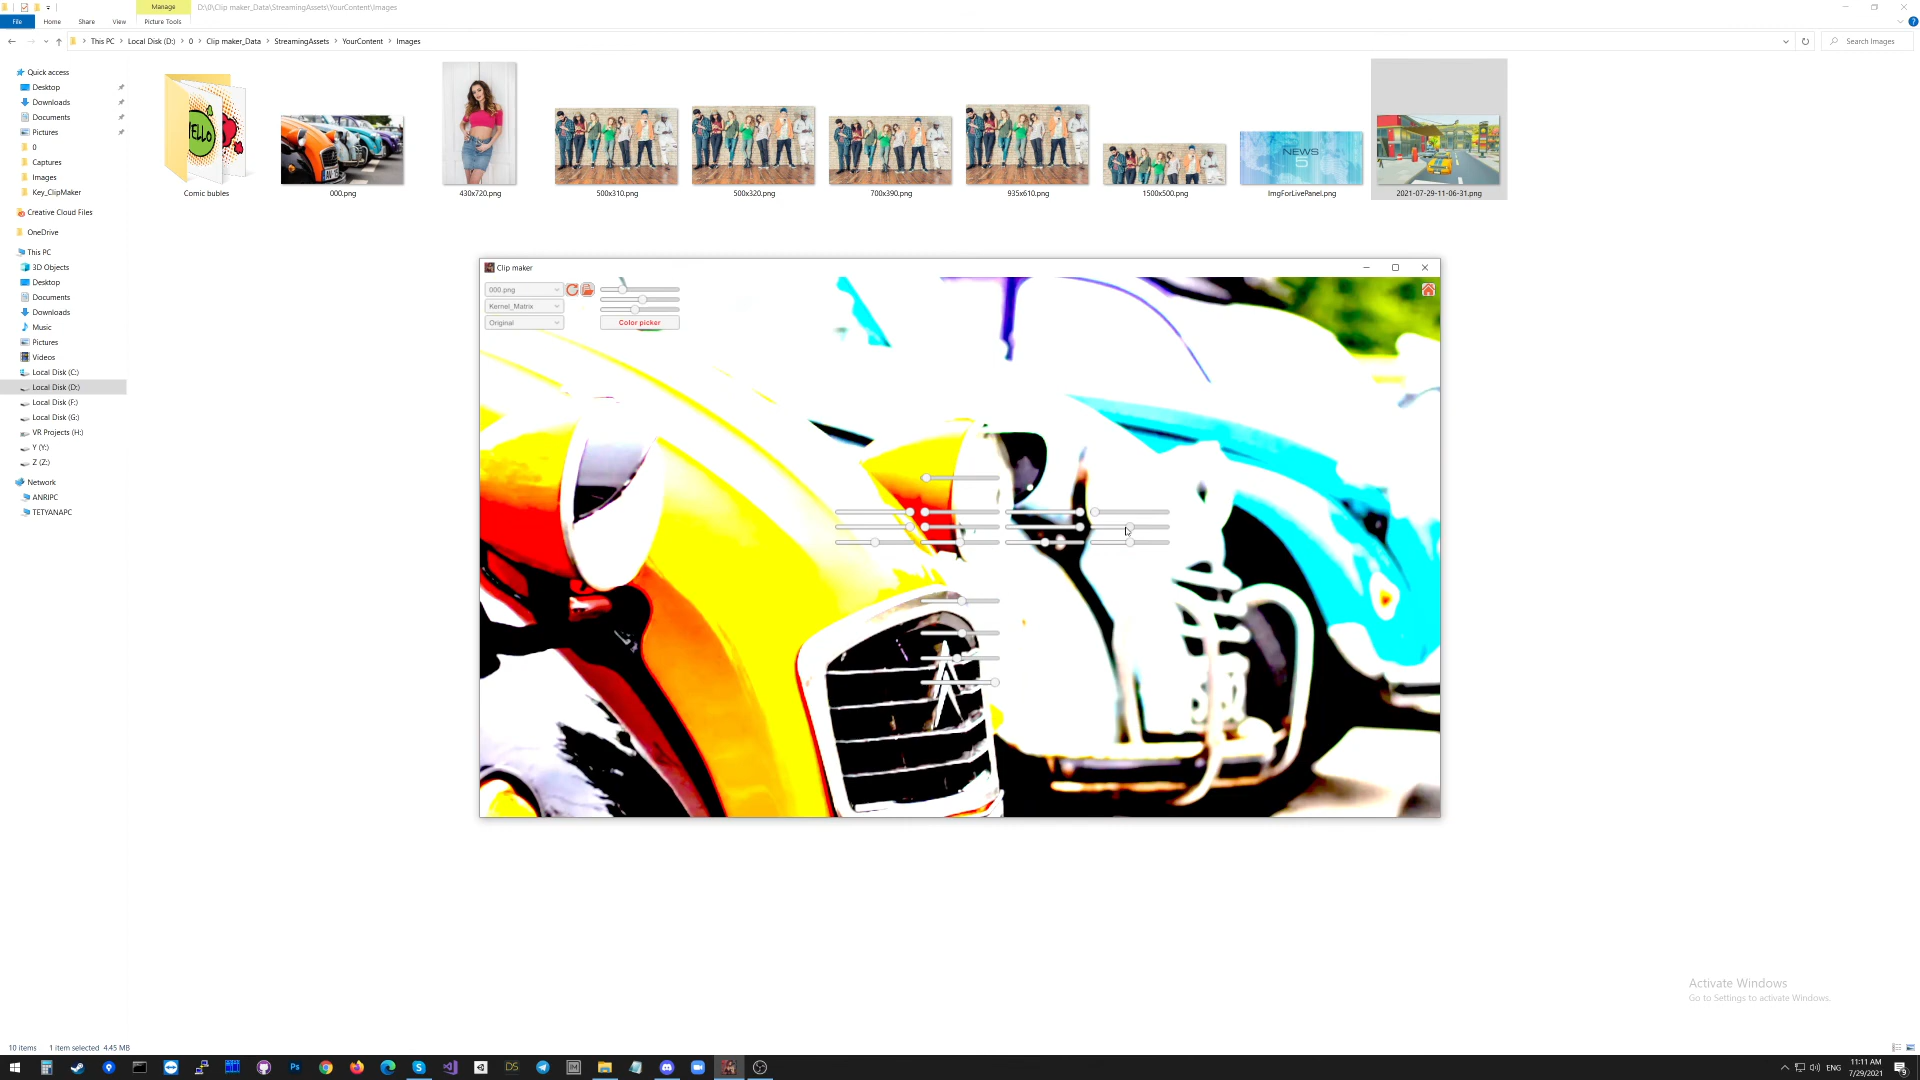 Manage
D:\0\Clip maker_Data\StreamingAssets\YourContent\Images
File
Home
Share
View
Picture Tools
This PC
Local Disk (D:)
0
Clip maker_Data
StreamingAssets
YourContent
Images
Search Images
Quick access
Desktop
Downloads
Documents
Pictures
0
Captures
Images
Key_ClipMaker
Creative Cloud Files
OneDrive
This PC
3D Objects
Desktop
Documents
Downloads
Music
Pictures
Videos
Local Disk (C:)
Local Disk (D:)
Local Disk (F:)
Local Disk (G:)
VR Projects (H:)
Y (Y:)
Z (Z:)
Network
ANRIPC
TETYANAPC
Comic bubles
000.png
430x720.png
500x310.png
500x320.png
700x390.png
935x610.png
1500x500.png
NEWS
5
ImgForLivePanel.png
2021-07-29-11-06-31.png
Clip maker
000.png
Kernel_Matrix
Original
Color picker
Activate Windows
Go to Settings to activate Windows.
10 items
1 item selected 4.45 MB
Ps
DS
ENG
11:11 AM
7/29/2021